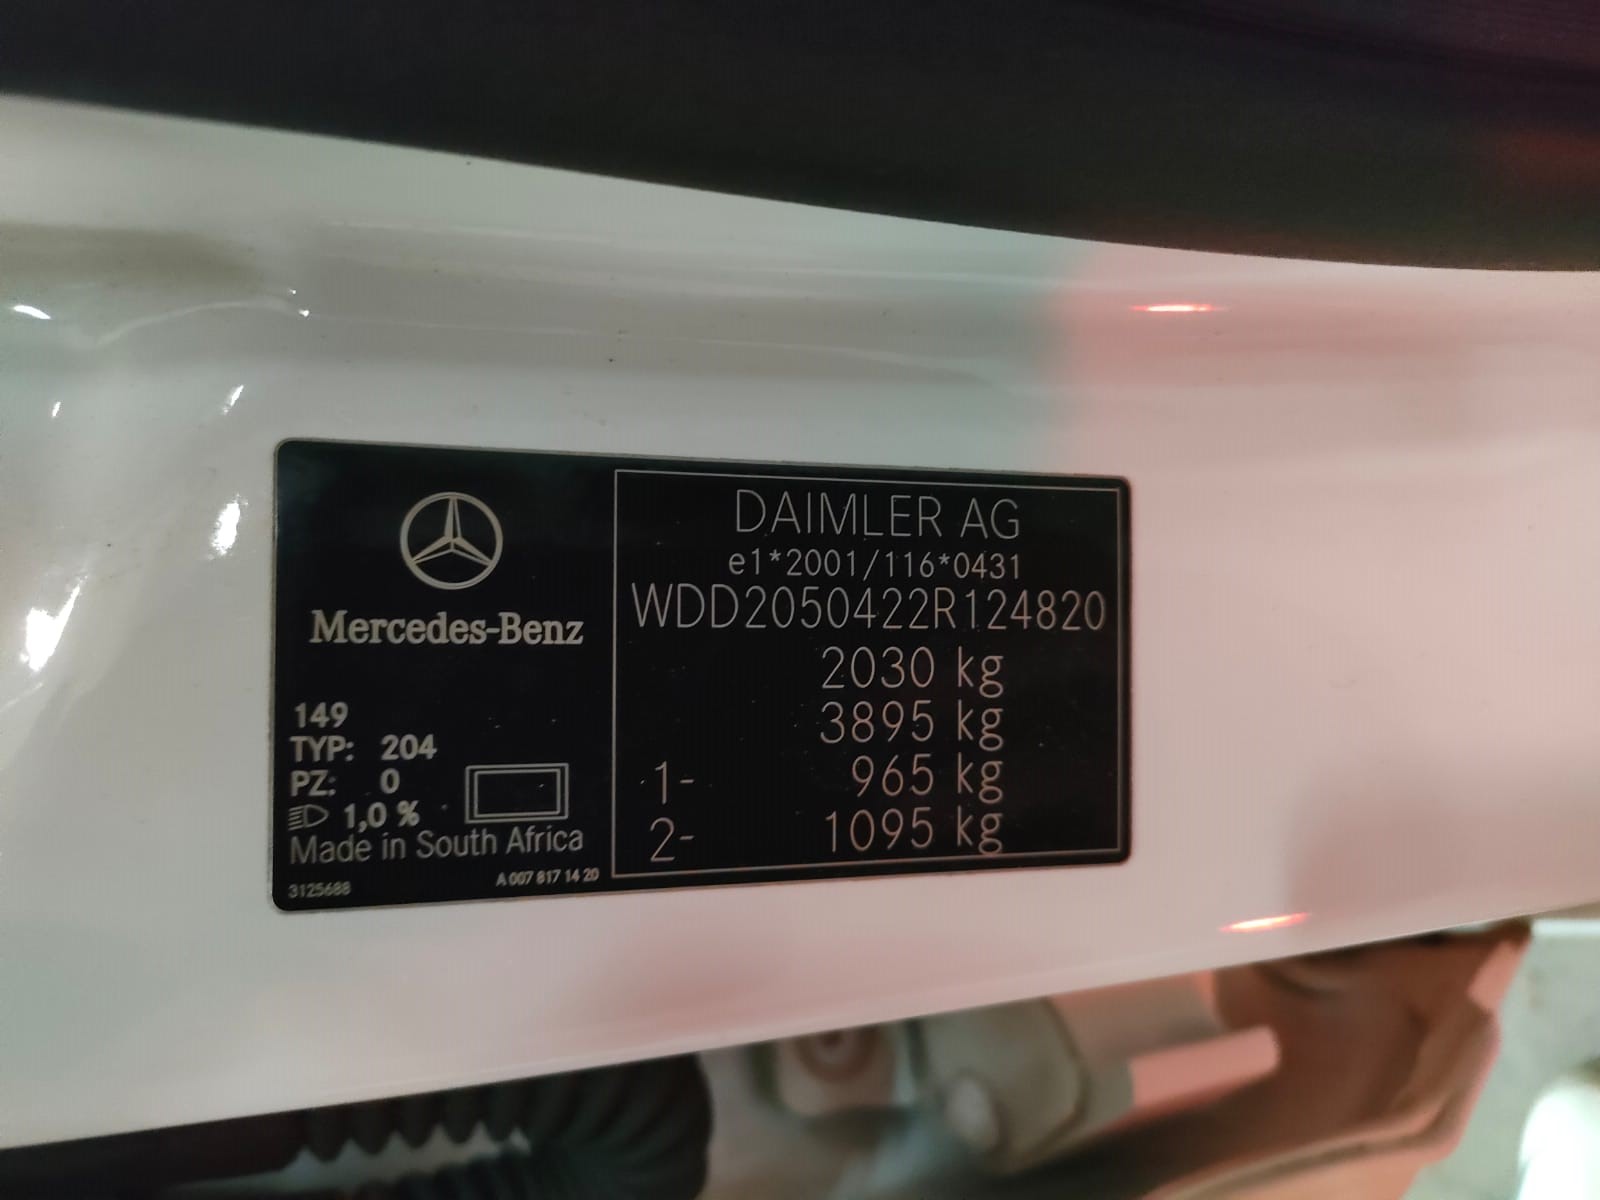 Mercedes-Benz
149
TYP: 204
PZ: 0
1,0 %
Made in South Africa
3125688
A 007 817 14 20
DAIMLER AG
e1*2001/116*0431
WDD2050422R124820
2030 kg
3895 kg
1- 965 kg
2- 1095 kg